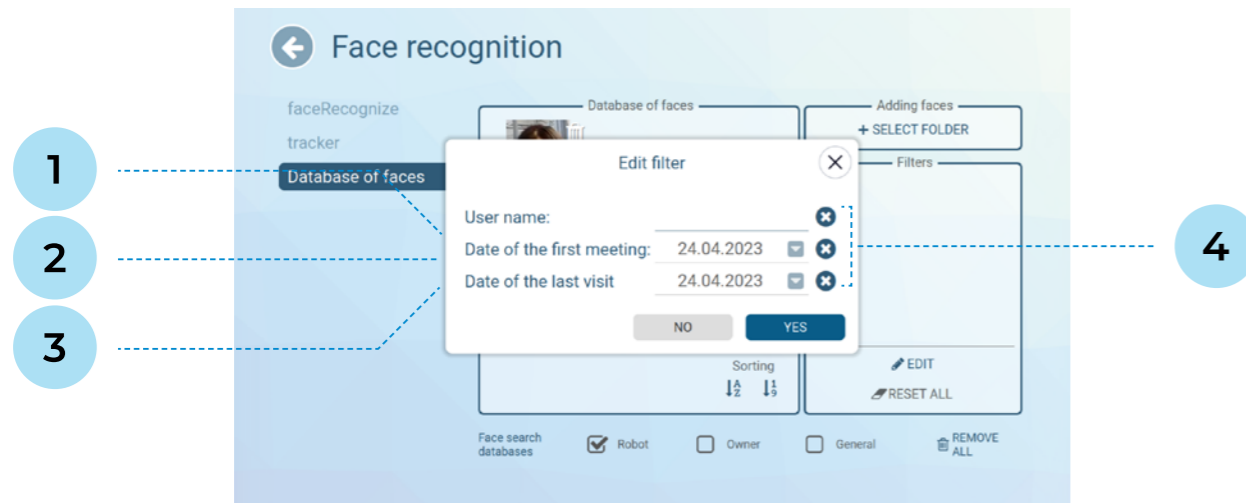 Face recognition
faceRecognize
tracker
Database of faces
Database of faces
Adding faces
+ SELECT FOLDER
Filters
Edit filter
User name:
Date of the first meeting: 24.04.2023
Date of the last visit 24.04.2023
NO YES
Sorting
A
Z
1
9
EDIT
RESET ALL
Face search
databases
Robot
Owner
General
REMOVE
ALL
1
2
3
4